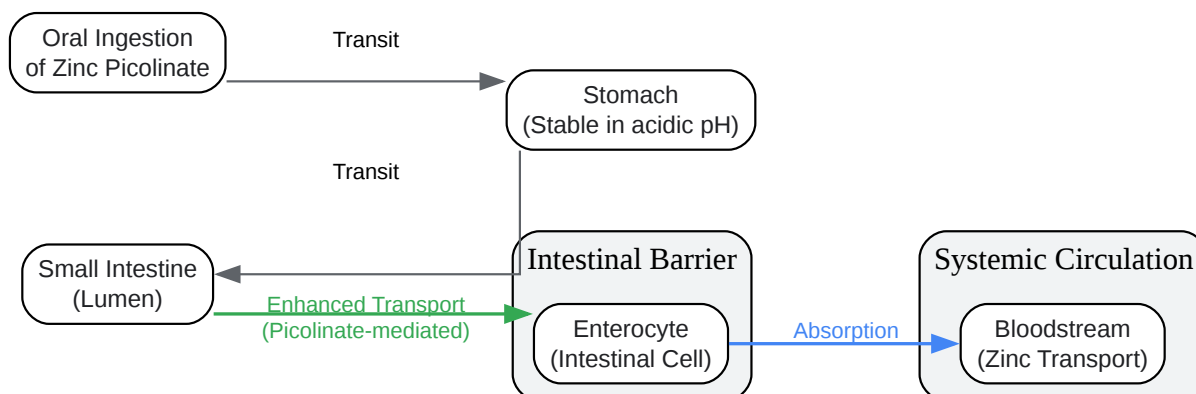 Oral Ingestion
of Zinc Picolinate
Transit
Stomach
(Stable in acidic pH)
Transit
Small Intestine
(Lumen)
Enhanced Transport
(Picolinate-mediated)
Intestinal Barrier
Enterocyte
(Intestinal Cell)
Absorption
Systemic Circulation
Bloodstream
(Zinc Transport)